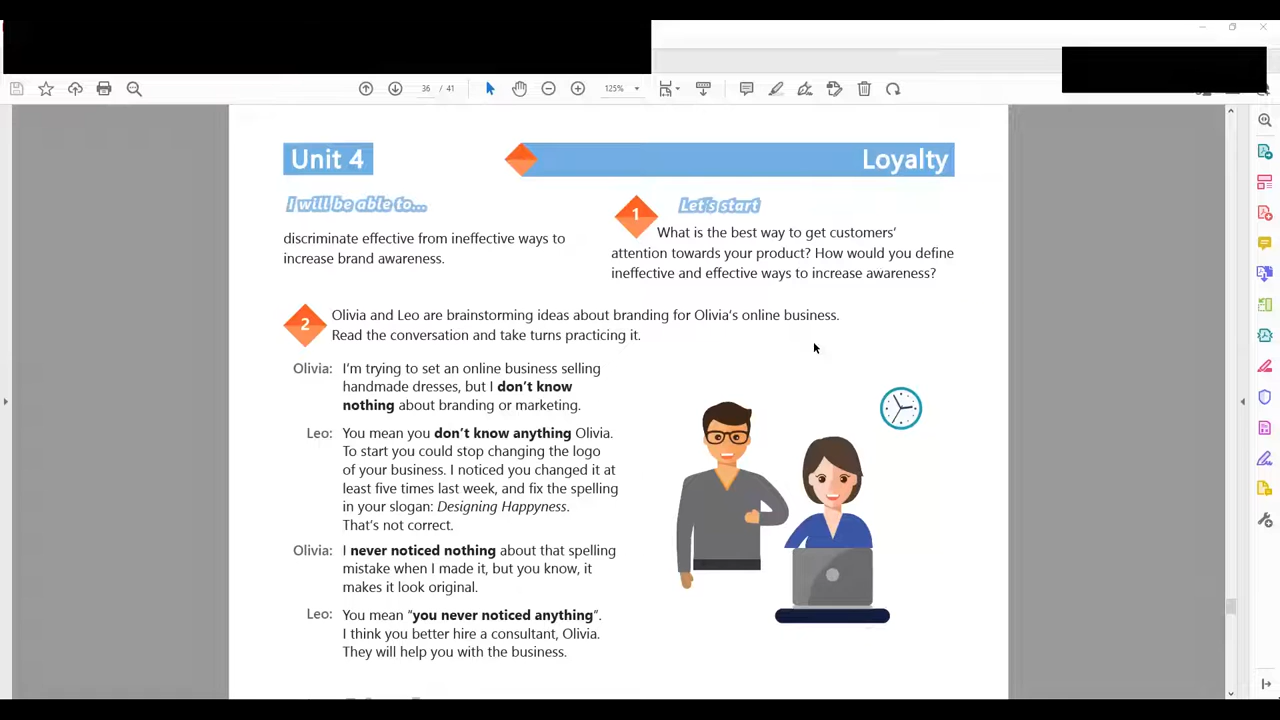 36 / 41
125%
Unit 4
Loyalty
I will be able to...
discriminate effective from ineffective ways to
increase brand awareness.
1
Let's start
What is the best way to get customers'
attention towards your product? How would you define
ineffective and effective ways to increase awareness?
2
Olivia and Leo are brainstorming ideas about branding for Olivia's online business.
Read the conversation and take turns practicing it.
Olivia: I'm trying to set an online business selling
handmade dresses, but I don't know
nothing about branding or marketing.
Leo: You mean you don't know anything Olivia.
To start you could stop changing the logo
of your business. I noticed you changed it at
least five times last week, and fix the spelling
in your slogan: Designing Happyness.
That's not correct.
Olivia: I never noticed nothing about that spelling
mistake when I made it, but you know, it
makes it look original.
Leo: You mean "you never noticed anything".
I think you better hire a consultant, Olivia.
They will help you with the business.